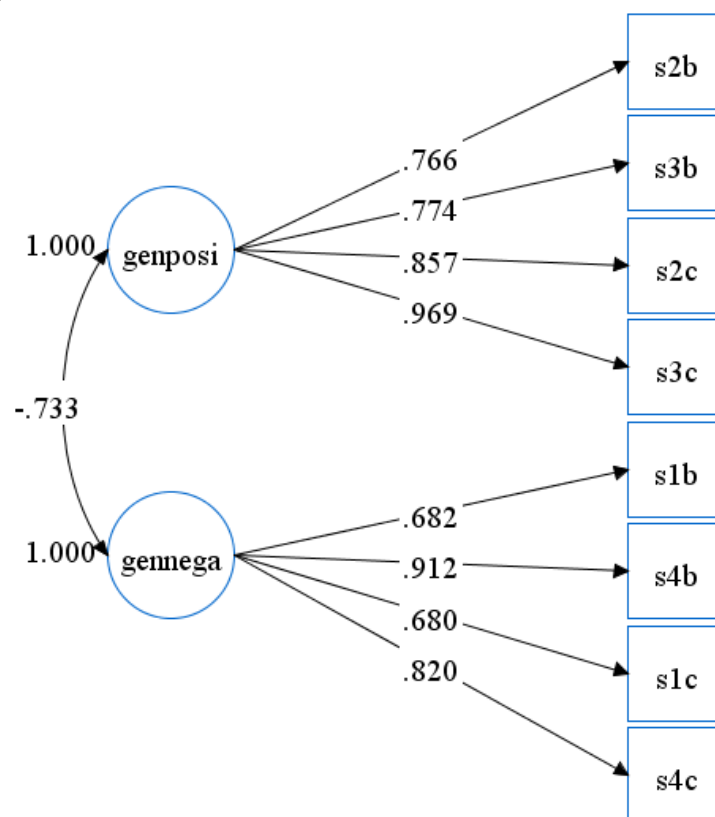 s2b
.766
s3b
.774
1.000
genposi
.857
s2c
.969
s3c
-.733
s1b
.682
1.000
gennega
.912
s4b
.680
s1c
.820
s4c